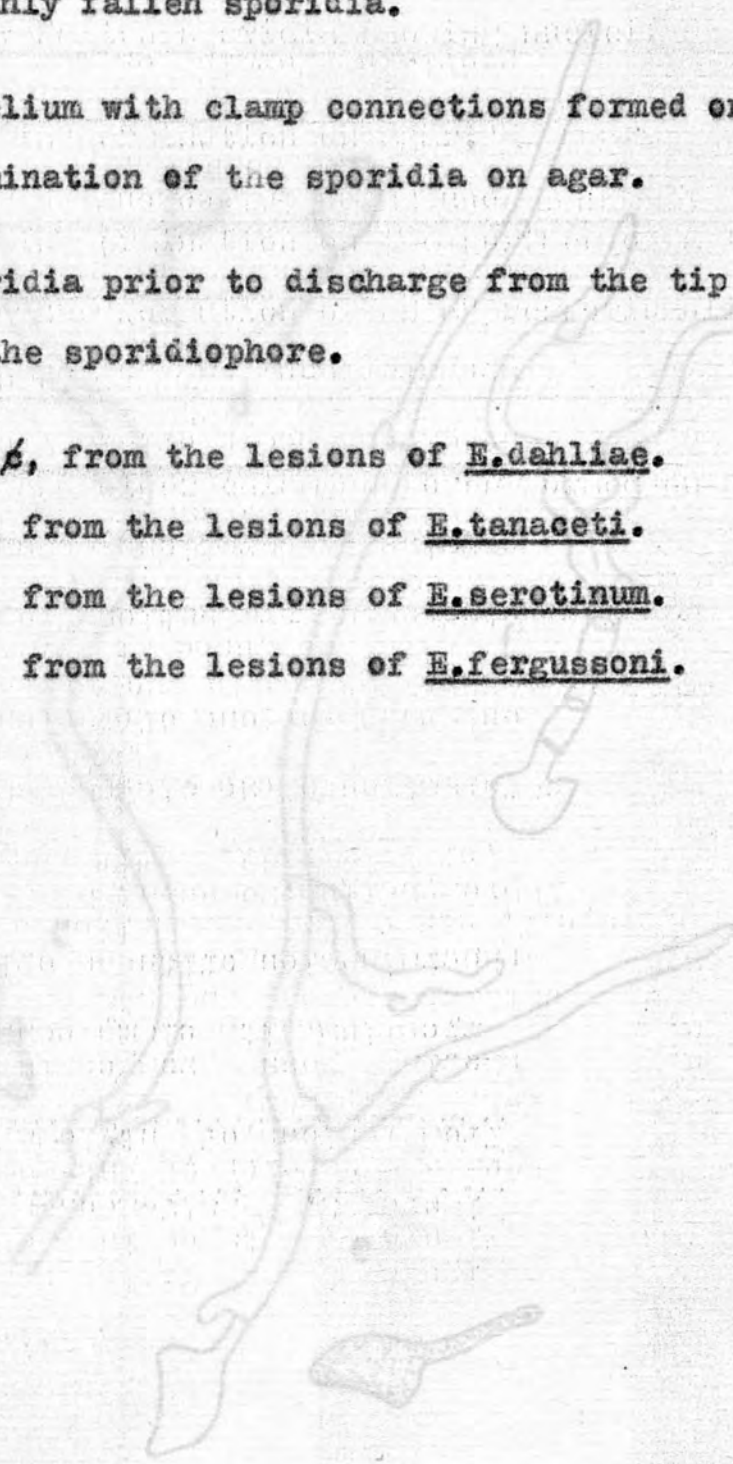 nly fallen sporidia.
lium with clamp connections formed on
ination of the sporidia on agar.
ridia prior to discharge from the tip
he sporidiophore.
¢, from the lesions of E.dahliae.
from the lesions of E.tanaceti.
from the lesions of E.serotinum.
from the lesions of E.fergussoni.